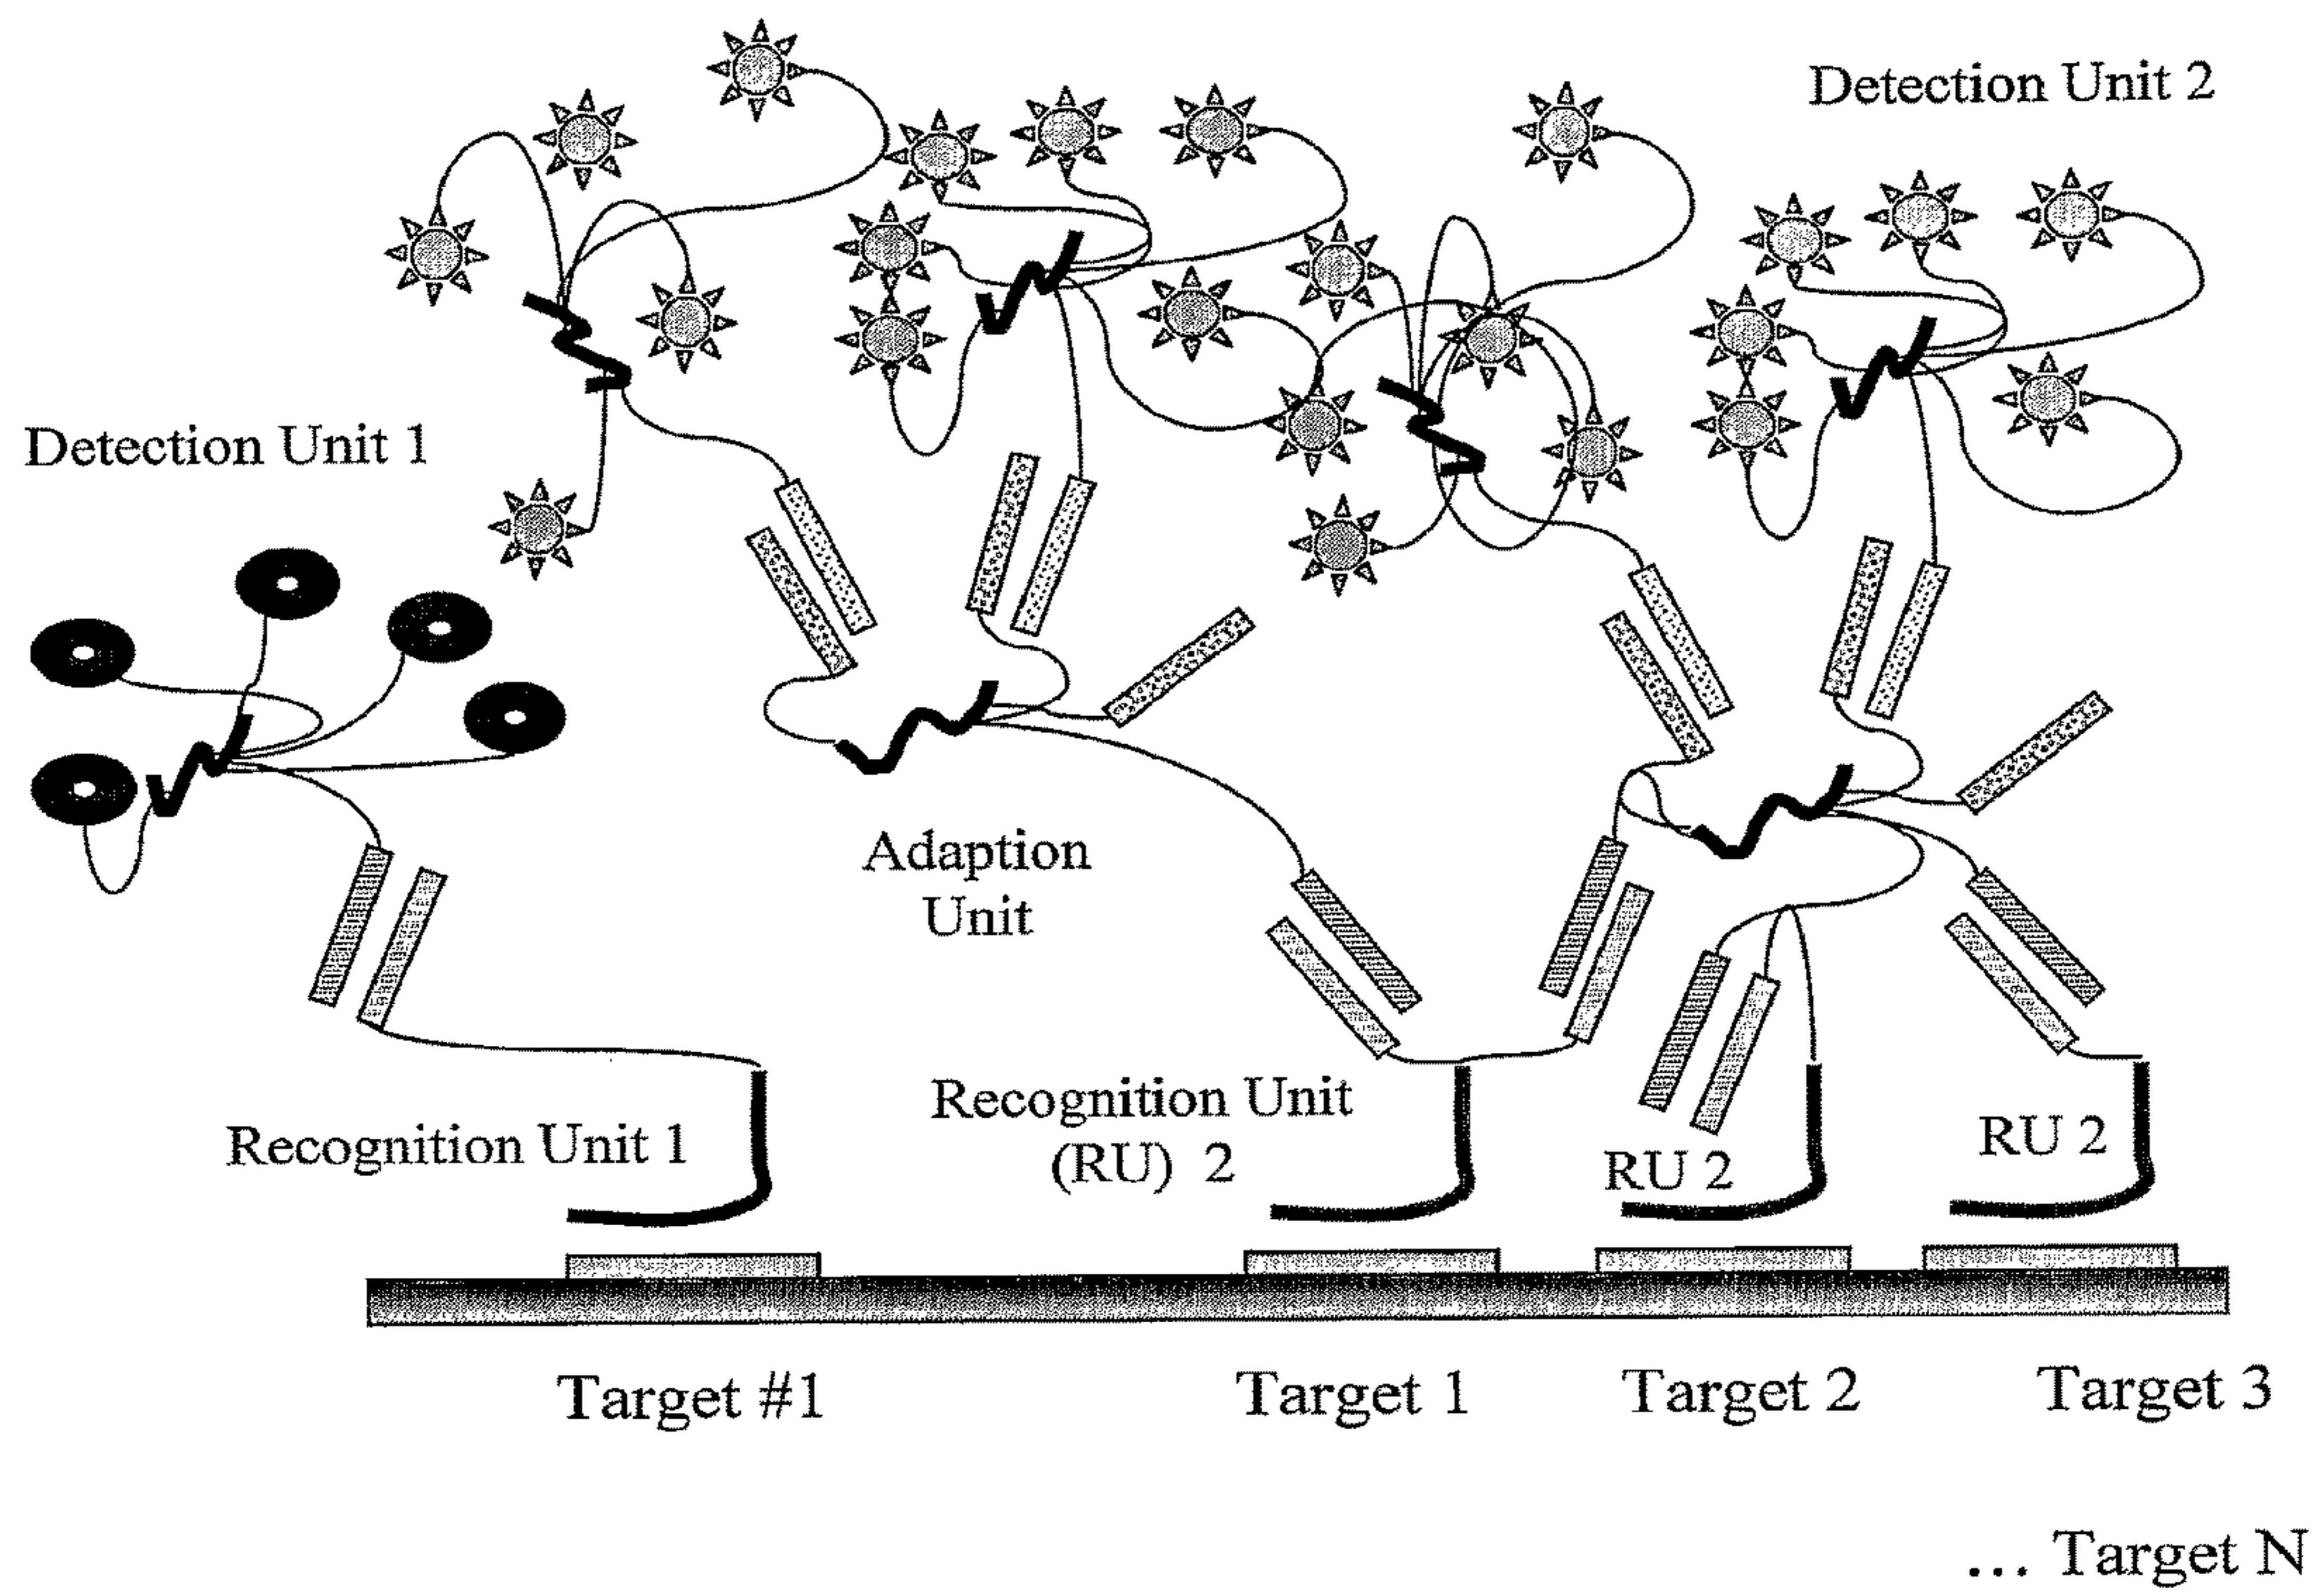 Detection Unit 2
Detection Unit 1
Adaption
Unit
Recognition Unit
(RU) 2
Recognition Unit 1
RU 2
RU 2
Target #1
Target 1
Target 2
Target 3
... Target N